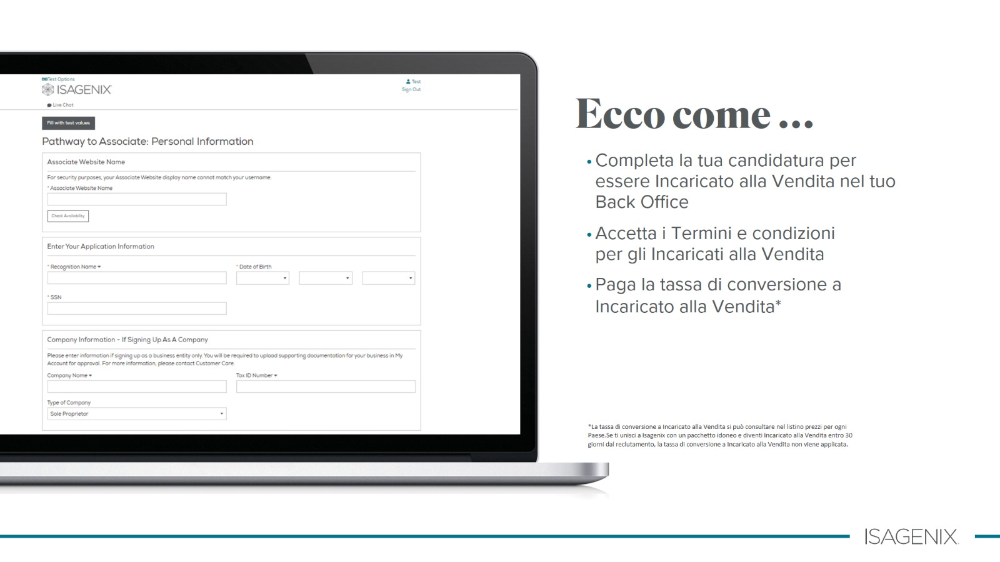 Test Options
ISAGENIX
Test
Sign Out
Live Chat
Fill with test values
Pathway to Associate: Personal Information
Associate Website Name
For security purposes, your Associate Website display name cannot match your username.
* Associate Website Name
Check Availability
Enter Your Application Information
* Recognition Name
* Date of Birth
* SSN
Company Information - If Signing Up As A Company
Please enter information if signing up as a business entity only. You will be required to upload supporting documentation for your business in My
Account for approval. For more information, please contact Customer Care.
Company Name
Tax ID Number
Type of Company
Sole Proprietor
Ecco come ...
• Completa la tua candidatura per
essere Incaricato alla Vendita nel tuo
Back Office
• Accetta i Termini e condizioni
per gli Incaricati alla Vendita
• Paga la tassa di conversione a
Incaricato alla Vendita*
*La tassa di conversione a Incaricato alla Vendita si può consultare nel listino prezzi per ogni
Paese.Se ti unisci a Isagenix con un pacchetto idoneo e diventi Incaricato alla Vendita entro 30
giorni dal reclutamento, la tassa di conversione a Incaricato alla Vendita non viene applicata.
ISAGENIX